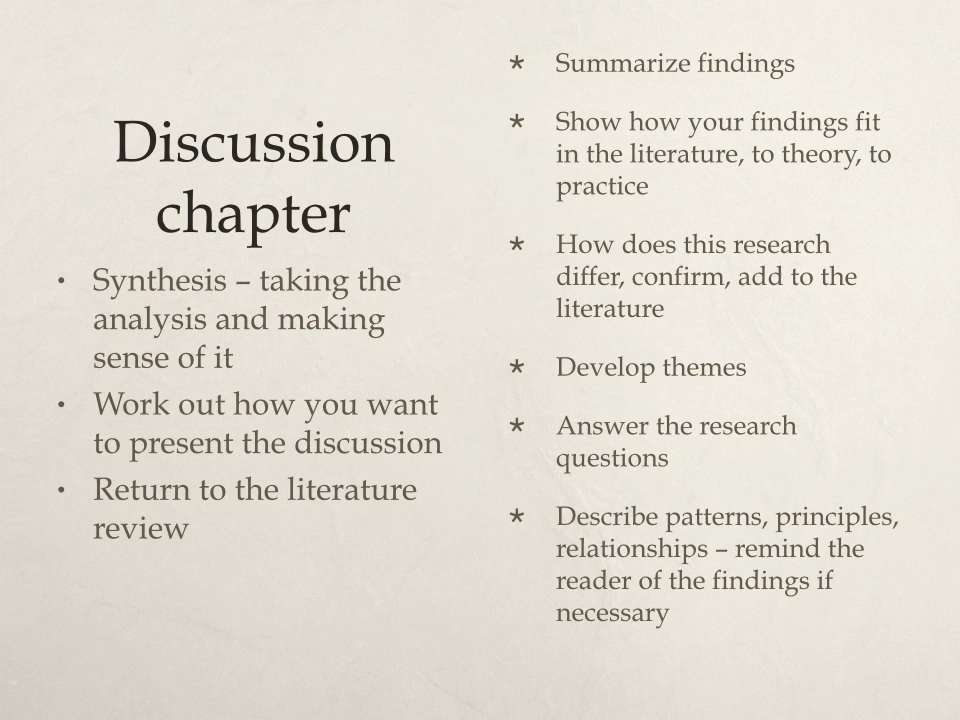 Discussion
chapter
• Synthesis – taking the
analysis and making
sense of it
• Work out how you want
to present the discussion
• Return to the literature
review
* Summarize findings
* Show how your findings fit
in the literature, to theory, to
practice
* How does this research
differ, confirm, add to the
literature
* Develop themes
* Answer the research
questions
* Describe patterns, principles,
relationships – remind the
reader of the findings if
necessary